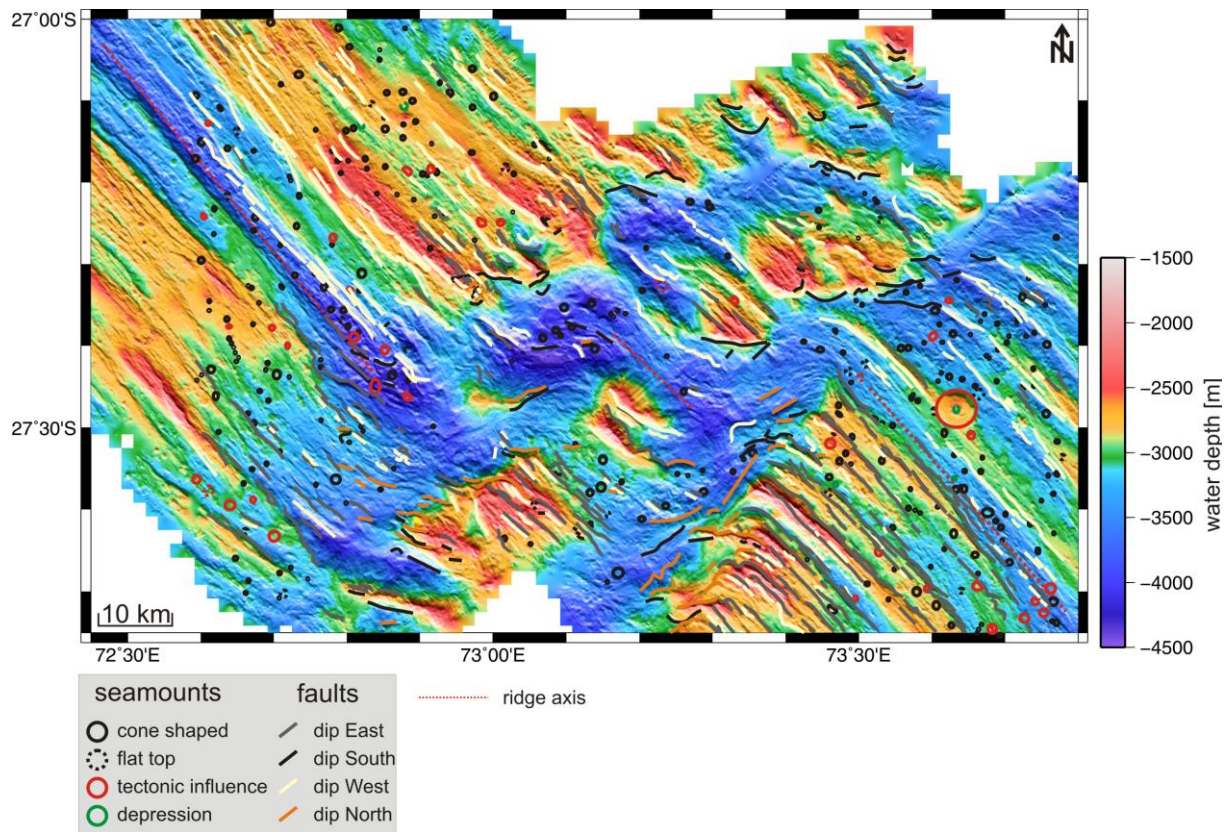 27°00'S
N
27°30'S
10 km
72°30'E
73°00'E
73°30'E
-1500
-2000
-2500
-3000
-3500
-4000
-4500
water depth [m]
seamounts
cone shaped
flat top
tectonic influence
depression
faults
dip East
dip South
dip West
dip North
ridge axis